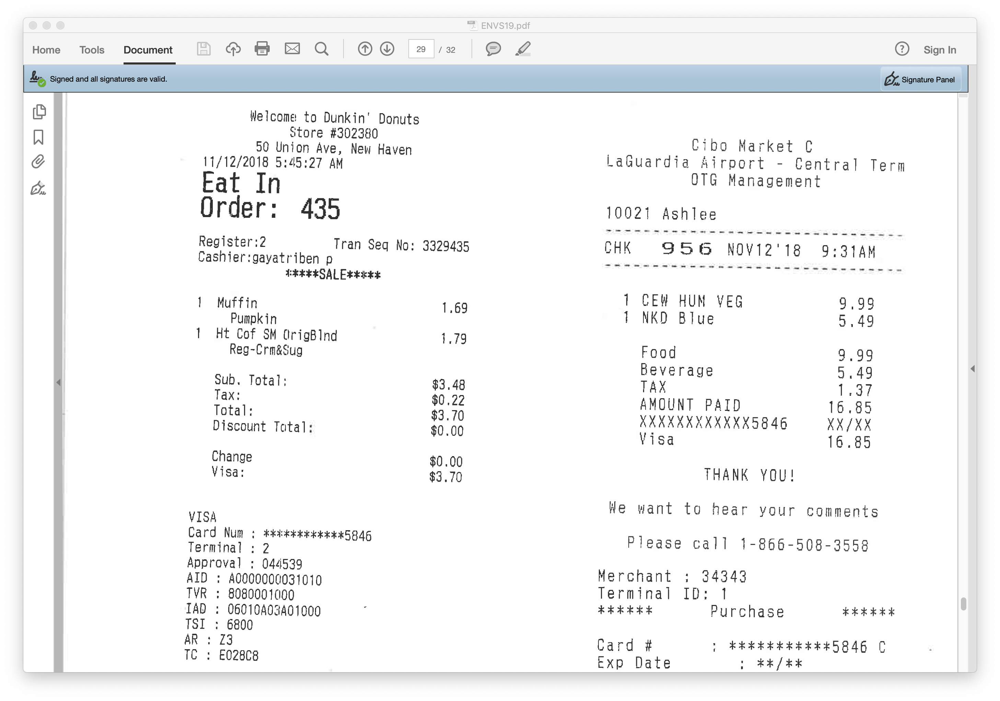 ENVS19.pdf
Home Tools Document 29 / 32 Sign In
Signed and all signatures are valid. Signature Panel
Welcome to Dunkin' Donuts
Store #302380
50 Union Ave, New Haven
11/12/2018 5:45:27 AM
Eat In
Order: 435
Register:2 Tran Seq No: 3329435
Cashier:gayatriben p
*****SALE*****
1 Muffin 1.69
Pumpkin
1 Ht Cof SM OrigBlnd 1.79
Reg-Crm&Sug
Sub. Total: $3.48
Tax: $0.22
Total: $3.70
Discount Total: $0.00
Change $0.00
Visa: $3.70
VISA
Card Num : ************5846
Terminal : 2
Approval : 044539
AID : A0000000031010
TVR : 8080001000
IAD : 06010A03A01000
TSI : 6800
AR : Z3
TC : E028C8
Cibo Market C
LaGuardia Airport - Central Term
OTG Management
10021 Ashlee
CHK 956 NOV12'18 9:31AM
1 CEW HUM VEG 9.99
1 NKD Blue 5.49
Food 9.99
Beverage 5.49
TAX 1.37
AMOUNT PAID 16.85
XXXXXXXXXXXX5846 XX/XX
Visa 16.85
THANK YOU!
We want to hear your comments
Please call 1-866-508-3558
Merchant : 34343
Terminal ID: 1
****** Purchase ******
Card # : ***********5846 C
Exp Date : **/**